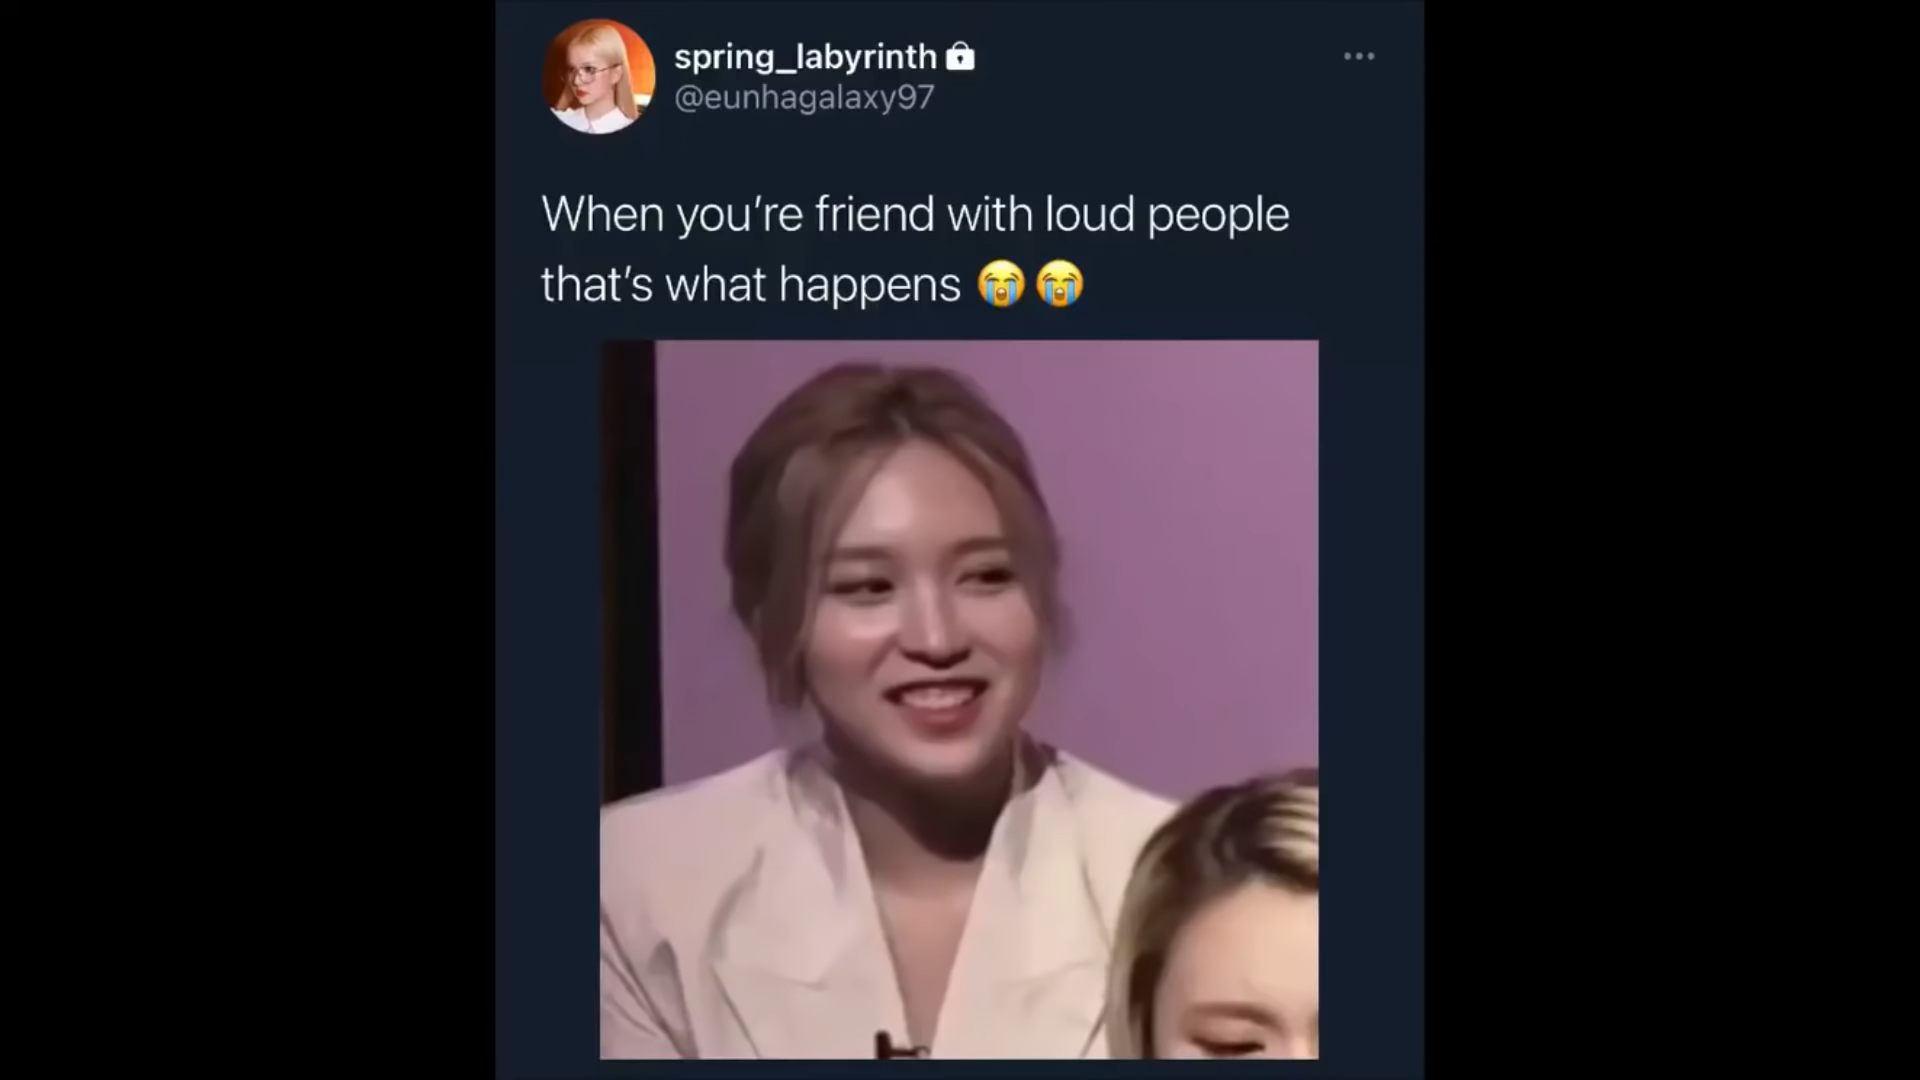 spring_labyrinth
@eunhagalaxy97
When you’re friend with loud people
that’s what happens 😭😭